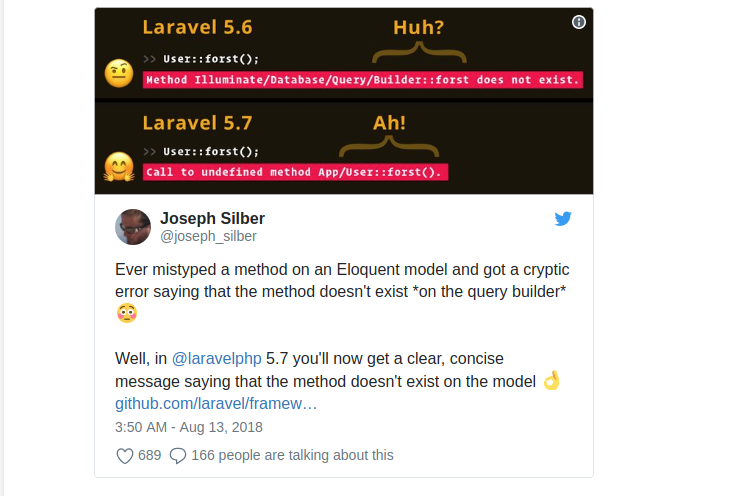 Laravel 5.6
Huh?
>> User::forst();
Method Illuminate/Database/Query/Builder::forst does not exist.
Laravel 5.7
Ah!
>> User::forst();
Call to undefined method App/User::forst().
Joseph Silber
@joseph_silber
Ever mistyped a method on an Eloquent model and got a cryptic
error saying that the method doesn't exist *on the query builder*
😳
Well, in @laravelphp 5.7 you'll now get a clear, concise
message saying that the method doesn't exist on the model 👌
github.com/laravel/framew…
3:50 AM - Aug 13, 2018
689 166 people are talking about this